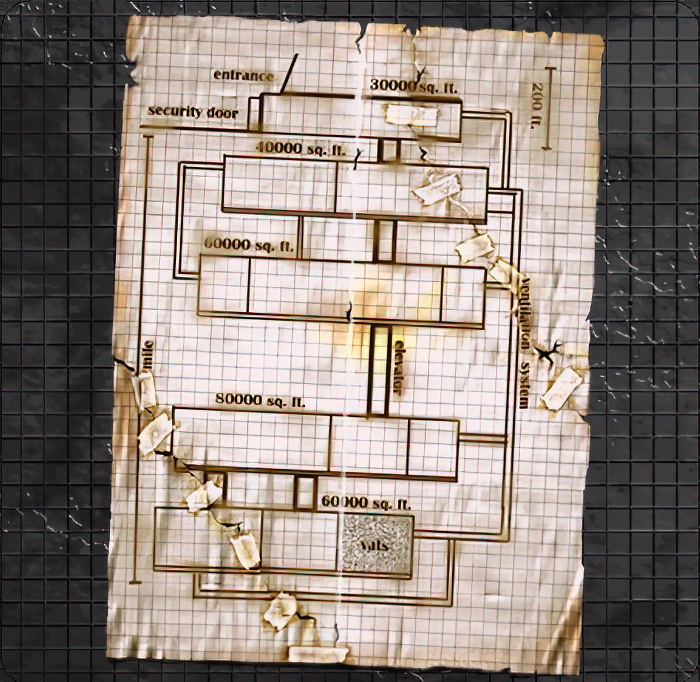 entrance
30000 sq. ft.
200 ft.
security door
40000 sq. ft.
60000 sq. ft.
ventilation system
mile
elevator
80000 sq. ft.
60000 sq. ft.